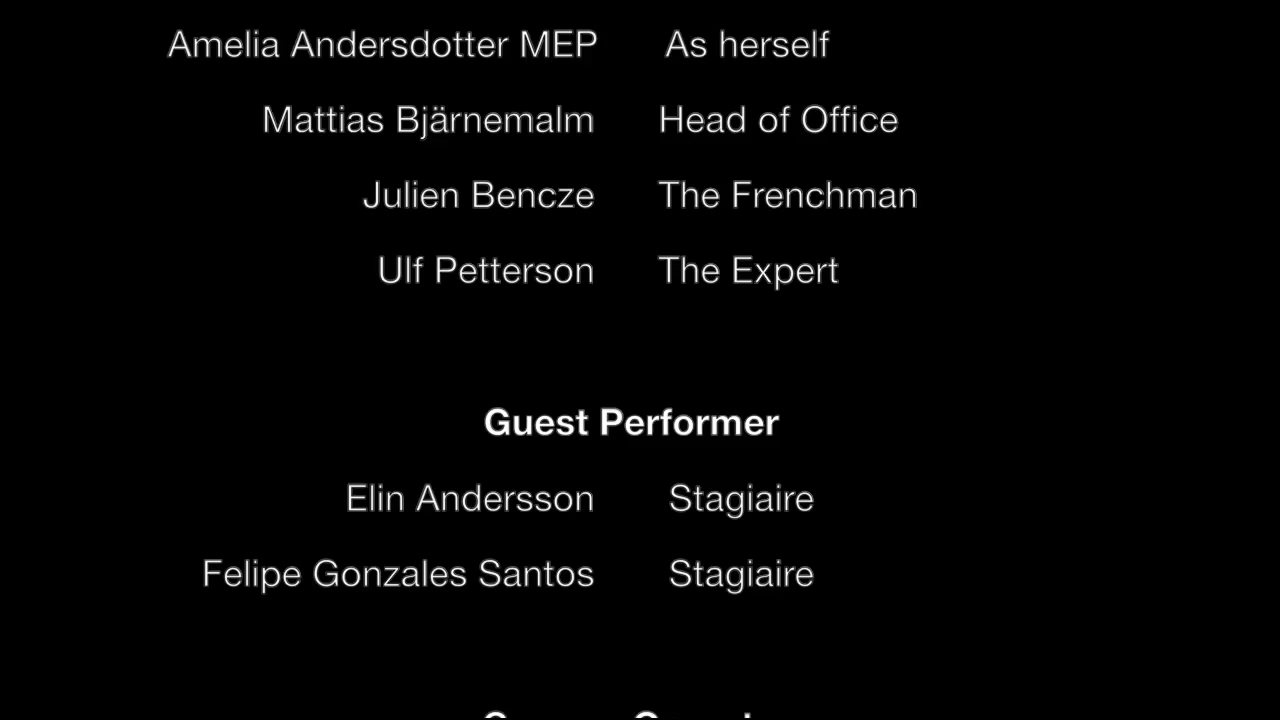 Amelia Andersdotter MEP As herself
Mattias Bjärnemalm Head of Office
Julien Bencze The Frenchman
Ulf Petterson The Expert
Guest Performer
Elin Andersson Stagiaire
Felipe Gonzales Santos Stagiaire